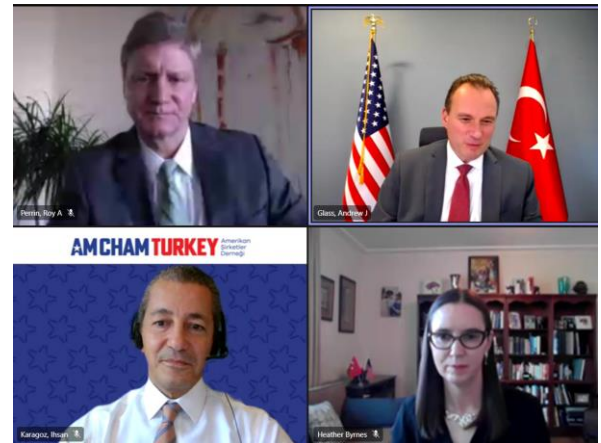 Perrin, Roy A
Glass, Andrew J
AMCHAM TURKEY
Amerikan
Şirketler
Derneği
Karagoz, Ihsan
Heather Byrnes